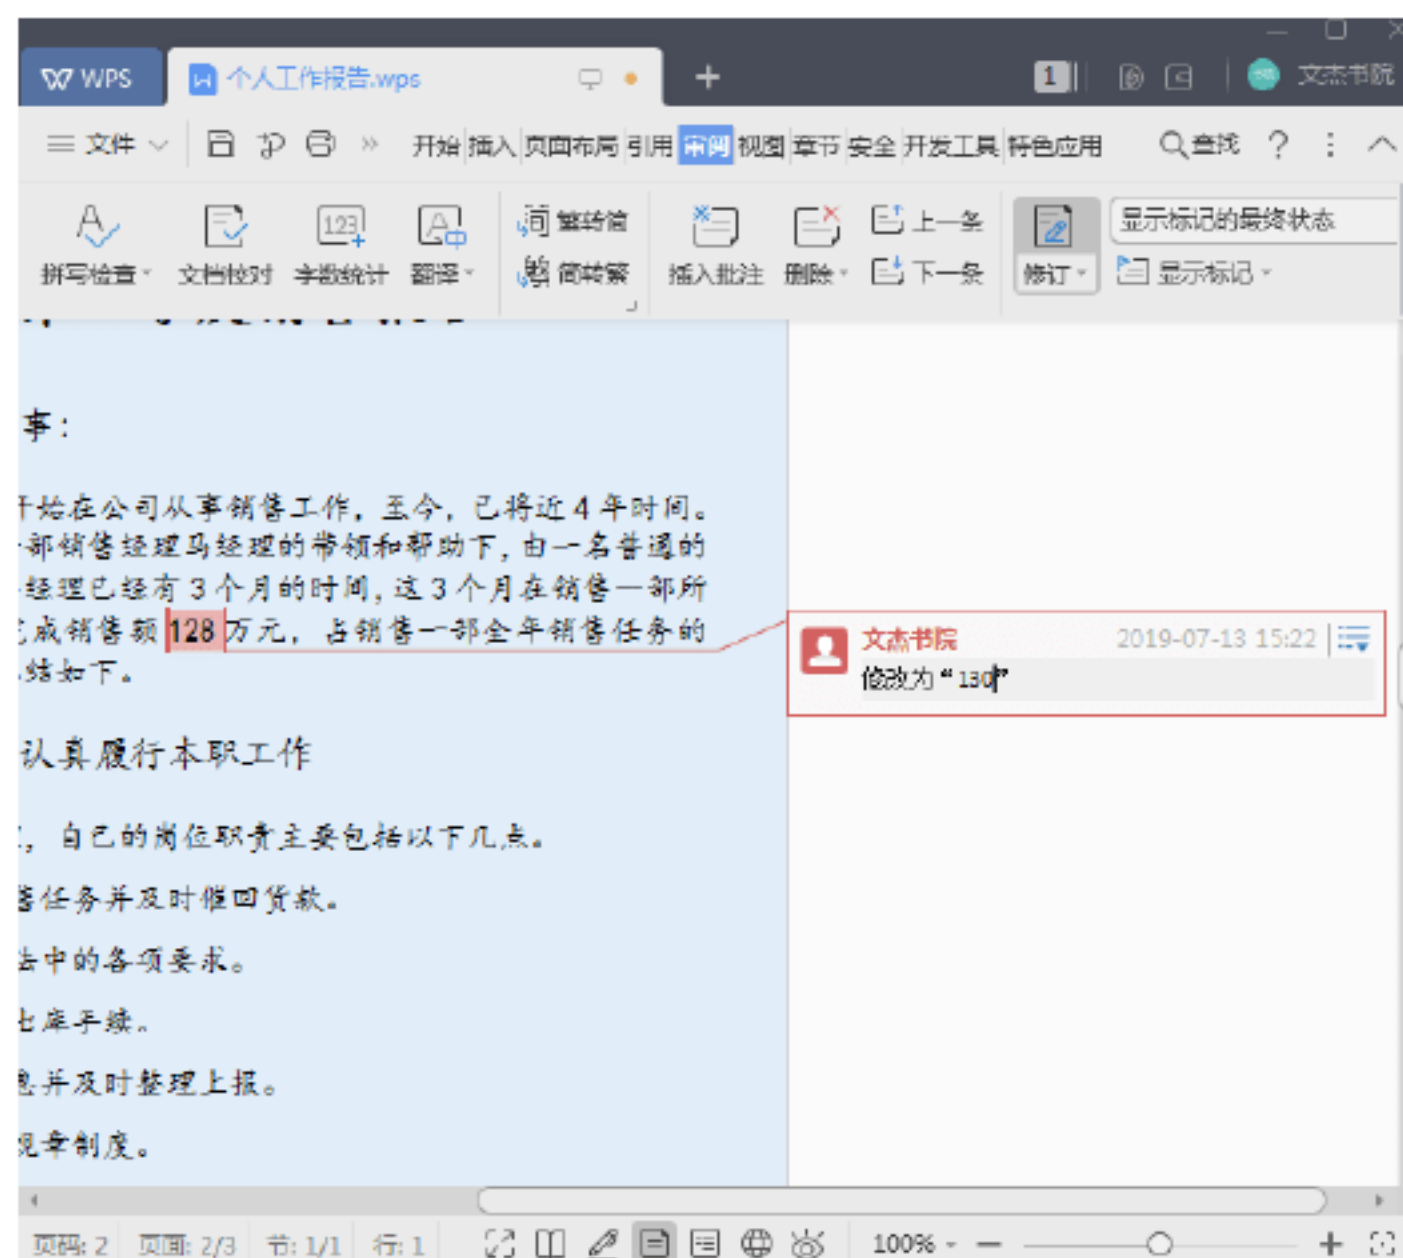 WPS 个人工作报告.wps + 1 文杰书院
文件 开始 插入 页面布局 引用 审阅 视图 章节 安全 开发工具 特色应用 查找 ?
繁转简 上一条 显示标记的最终状态
拼写检查 文档校对 字数统计 翻译 简转繁 插入批注 删除 下一条 修订 显示标记
事：
开始在公司从事销售工作，至今，已将近4年时间。
部销售经理马经理的带领和帮助下，由一名普通的
经理已经有3个月的时间，这3个月在销售一部所
完成销售额128万元，占销售一部全年销售任务的
文杰书院 2019-07-13 15:22
修改为“130”
结如下。
认真履行本职工作
，自己的岗位职责主要包括以下几点。
售任务并及时催回货款。
法中的各项要求。
出库手续。
息并及时整理上报。
规章制度。
页码: 2 页面: 2/3 节: 1/1 行: 1 100% − +